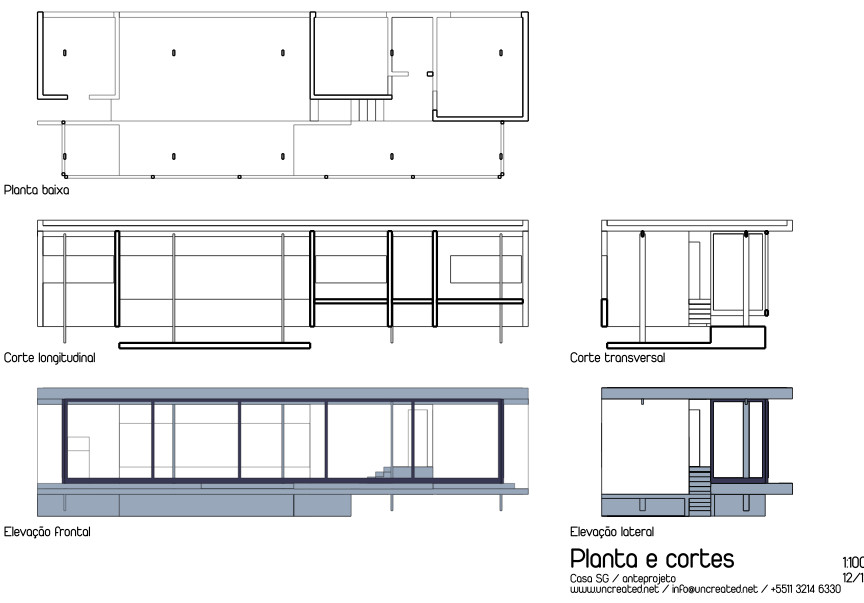 Planta baixa
Corte longitudinal
Corte transversal
Elevação frontal
Elevação lateral
Planta e cortes
1:100
Casa SG / anteprojeto
12/1
www.uncreated.net / info@uncreated.net / +5511 3214 6330